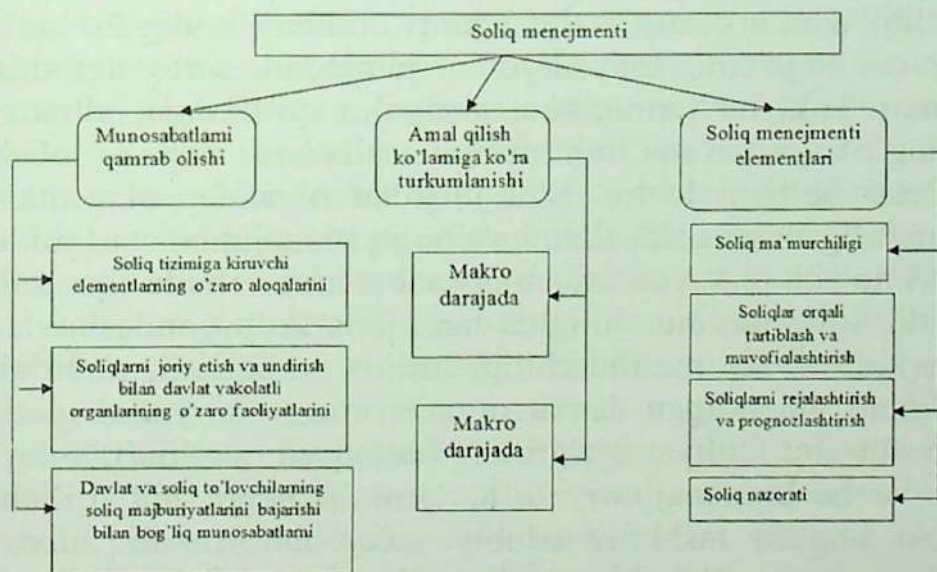 Soliq menejmenti
Munosabatlami
qamrab olishi
Amal qilish
ko'lamiga ko'ra
turkumlanishi
Soliq menejmenti
elementlari
Soliq tizimiga kiruvchi
elementlarning o'zaro aloqalarini
Soliqlarni joriy etish va undirish
bilan davlat vakolatli
organlarining o'zaro faoliyatlarini
Davlat va soliq to'lovchilarning
soliq majburiyatlarini bajarishi
bilan bog'liq munosabatlami
Makro
darajada
Makro
darajada
Soliq ma'murchiligi
Soliqlar orqali
tartiblash va
muvofiqlashtirish
Soliqlarni rejalashtirish
va prognozlashtirish
Soliq nazorati